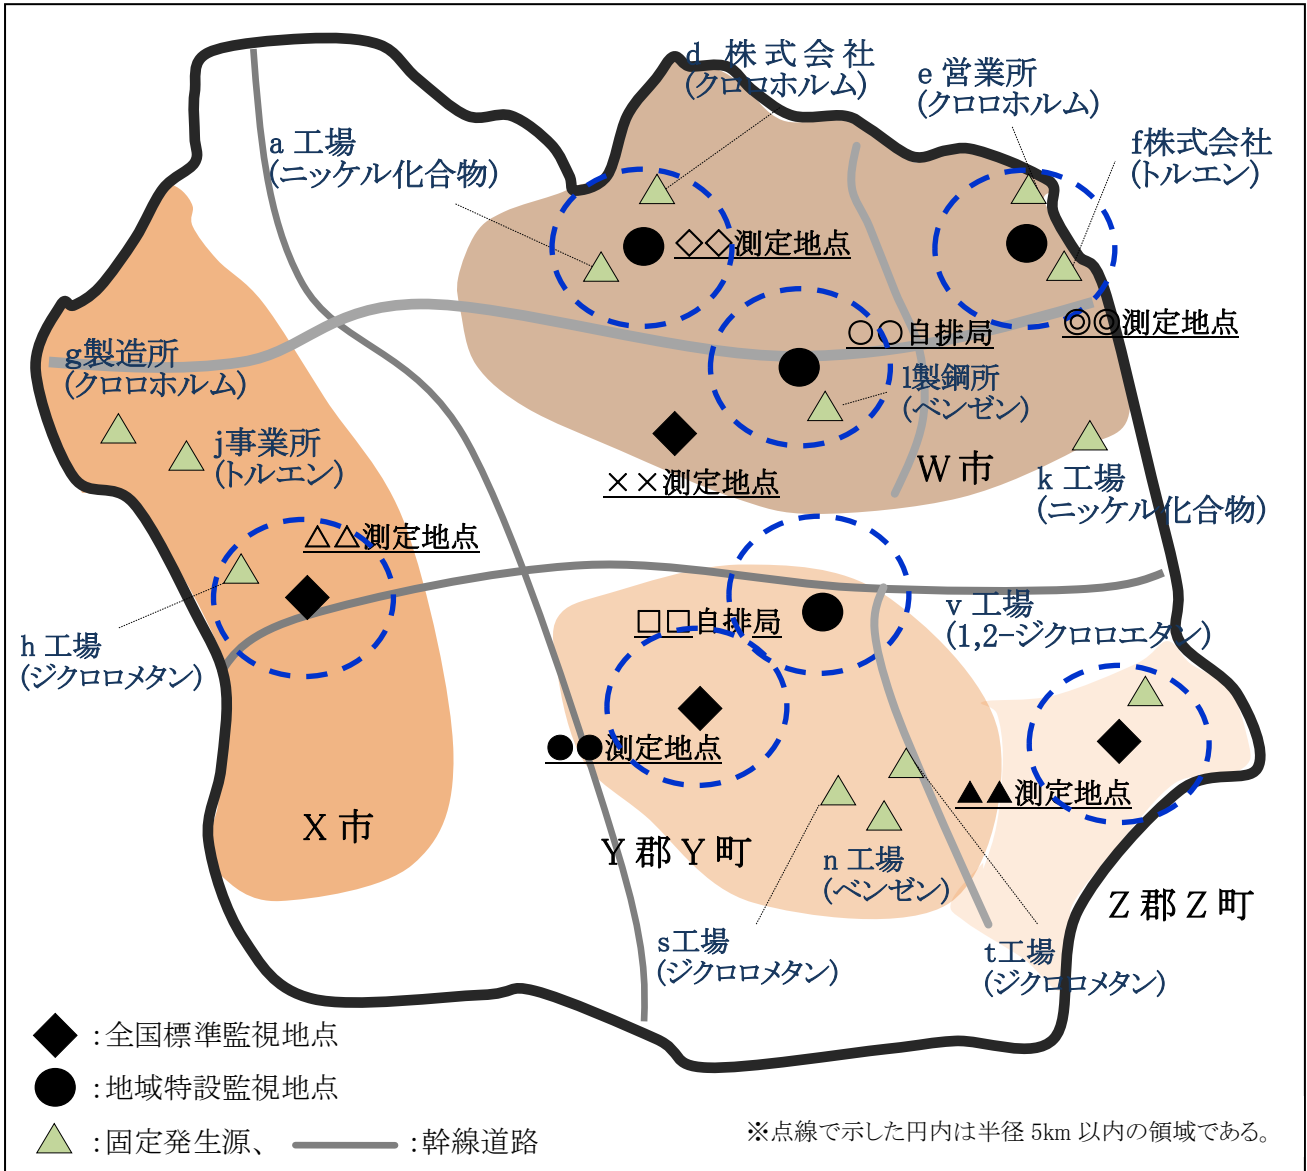 d 株式会社
(クロロホルム)
e 営業所
(クロロホルム)
a 工場
(ニッケル化合物)
f株式会社
(トルエン)
◇◇測定地点
◎◎測定地点
○○自排局
g製造所
(クロロホルム)
l製鋼所
(ベンゼン)
j事業所
(トルエン)
W 市
××測定地点
k 工場
(ニッケル化合物)
△△測定地点
v 工場
(1,2-ジクロロエタン)
□□自排局
h 工場
(ジクロロメタン)
●●測定地点
▲▲測定地点
X 市
Y 郡 Y 町
n 工場
(ベンゼン)
Z 郡 Z 町
s工場
(ジクロロメタン)
t工場
(ジクロロメタン)
:全国標準監視地点
:地域特設監視地点
:固定発生源、 :幹線道路
※点線で示した円内は半径 5km 以内の領域である。